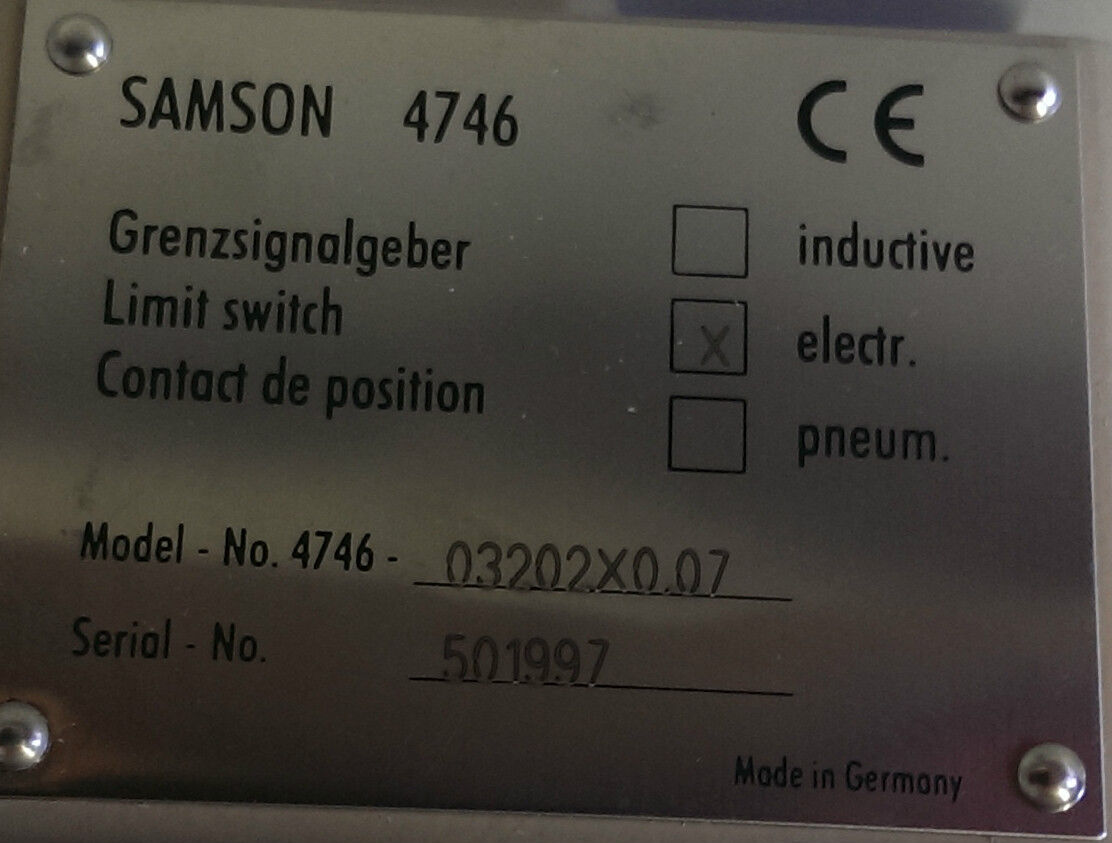 SAMSON 4746 CE
Grenzsignalgeber
Limit switch
Contact de position
inductive
X electr.
pneum.
Model - No. 4746 - 03202X0.07
Serial - No. 501997
Made in Germany